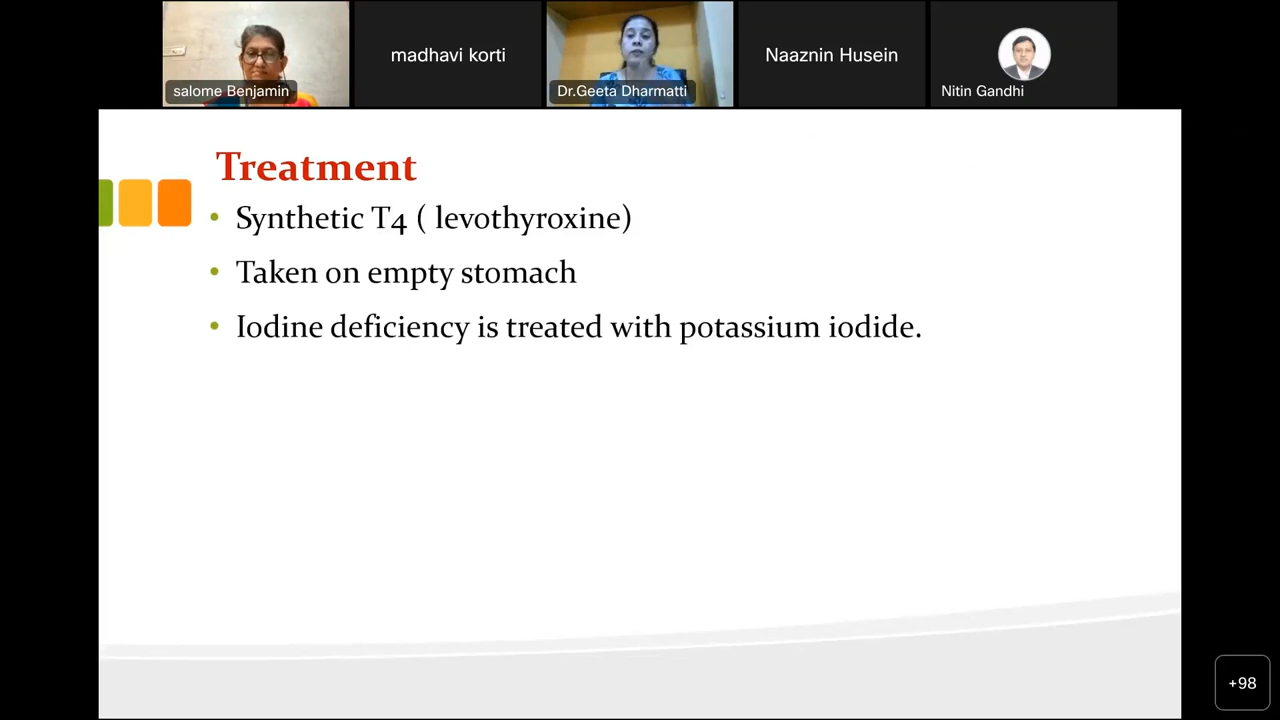 salome Benjamin
madhavi korti
Dr.Geeta Dharmatti
Naaznin Husein
Nitin Gandhi
Treatment
• Synthetic T4 ( levothyroxine)
• Taken on empty stomach
• Iodine deficiency is treated with potassium iodide.
+98